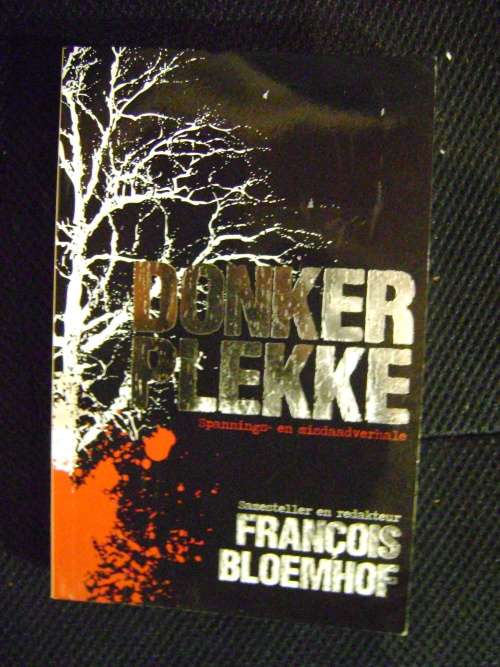 DONKER
PLEKKE
Spannings- en misdaadverhale
Samesteller en redakteur
FRANÇOIS
BLOEMHOF